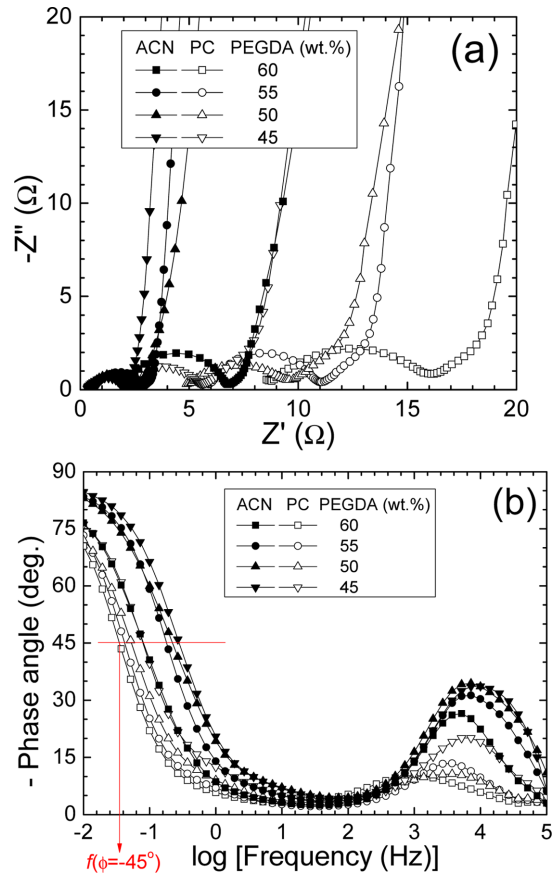 20
15
10
5
0
-Z'' (Ω)
ACN PC PEGDA (wt.%)
60
55
50
45
(a)
0 5 10 15 20
Z' (Ω)
90
75
60
45
30
15
0
- Phase angle (deg.)
ACN PC PEGDA (wt.%)
60
55
50
45
(b)
-2 -1 0 1 2 3 4 5
log [Frequency (Hz)]
f(ϕ=-45°)